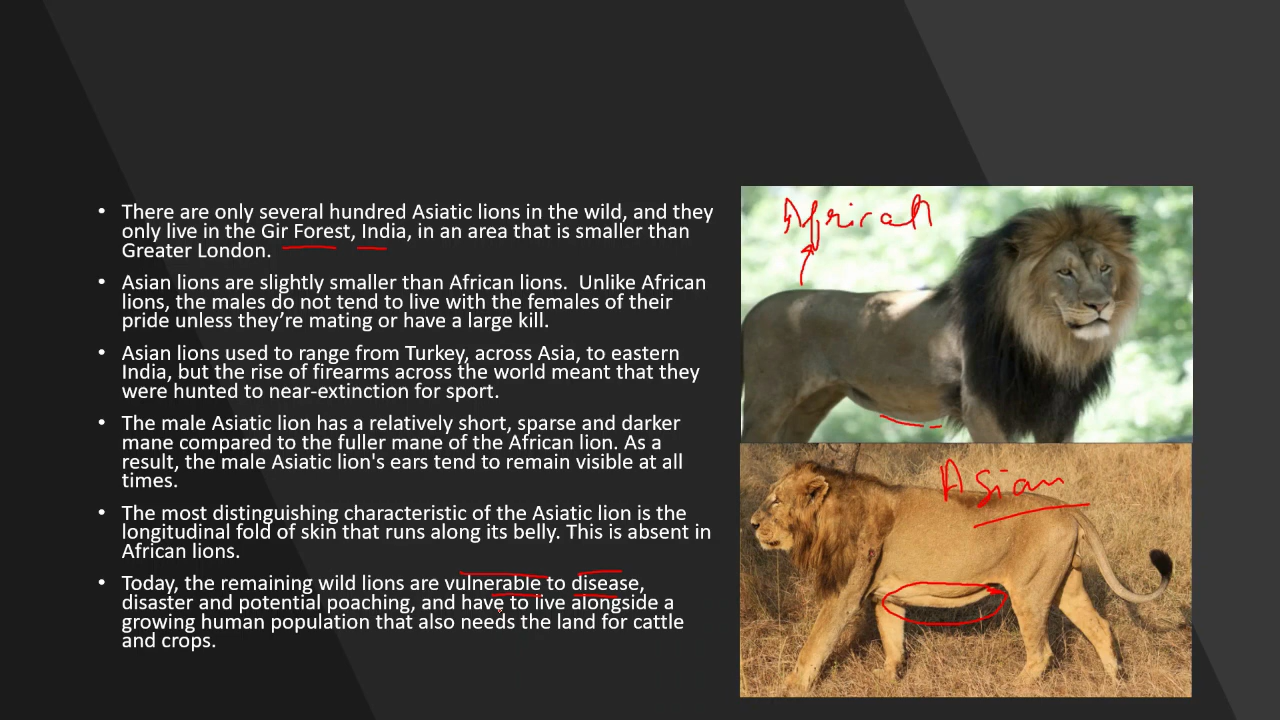 • There are only several hundred Asiatic lions in the wild, and they
only live in the Gir Forest, India, in an area that is smaller than
Greater London.
• Asian lions are slightly smaller than African lions.  Unlike African
lions, the males do not tend to live with the females of their
pride unless they’re mating or have a large kill.
• Asian lions used to range from Turkey, across Asia, to eastern
India, but the rise of firearms across the world meant that they
were hunted to near-extinction for sport.
• The male Asiatic lion has a relatively short, sparse and darker
mane compared to the fuller mane of the African lion. As a
result, the male Asiatic lion's ears tend to remain visible at all
times.
• The most distinguishing characteristic of the Asiatic lion is the
longitudinal fold of skin that runs along its belly. This is absent in
African lions.
• Today, the remaining wild lions are vulnerable to disease,
disaster and potential poaching, and have to live alongside a
growing human population that also needs the land for cattle
and crops.
African
Asian